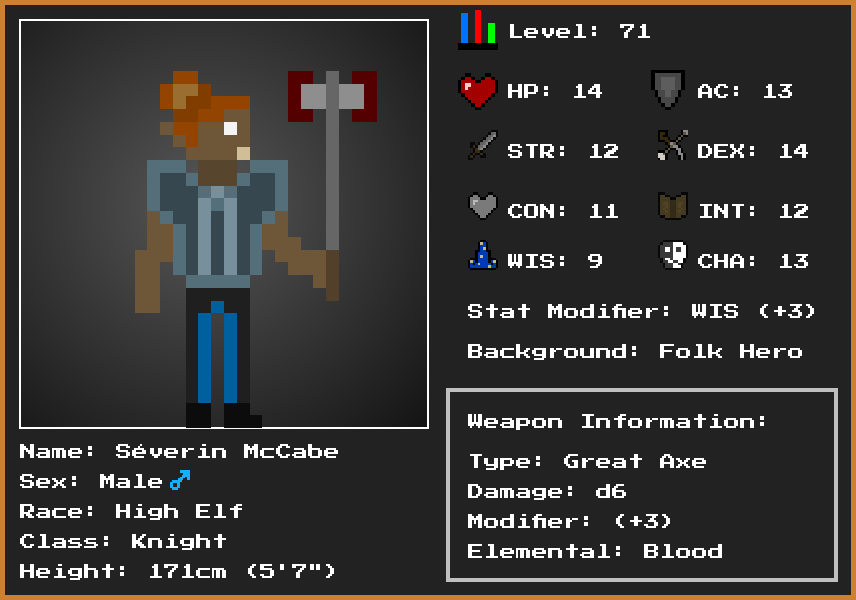 Level: 71
HP: 14
AC: 13
STR: 12
DEX: 14
CON: 11
INT: 12
WIS: 9
CHA: 13
Stat Modifier: WIS (+3)
Background: Folk Hero
Weapon Information:
Type: Great Axe
Damage: d6
Modifier: (+3)
Elemental: Blood
Name: Séverin McCabe
Sex: Male♂
Race: High Elf
Class: Knight
Height: 171cm (5'7")